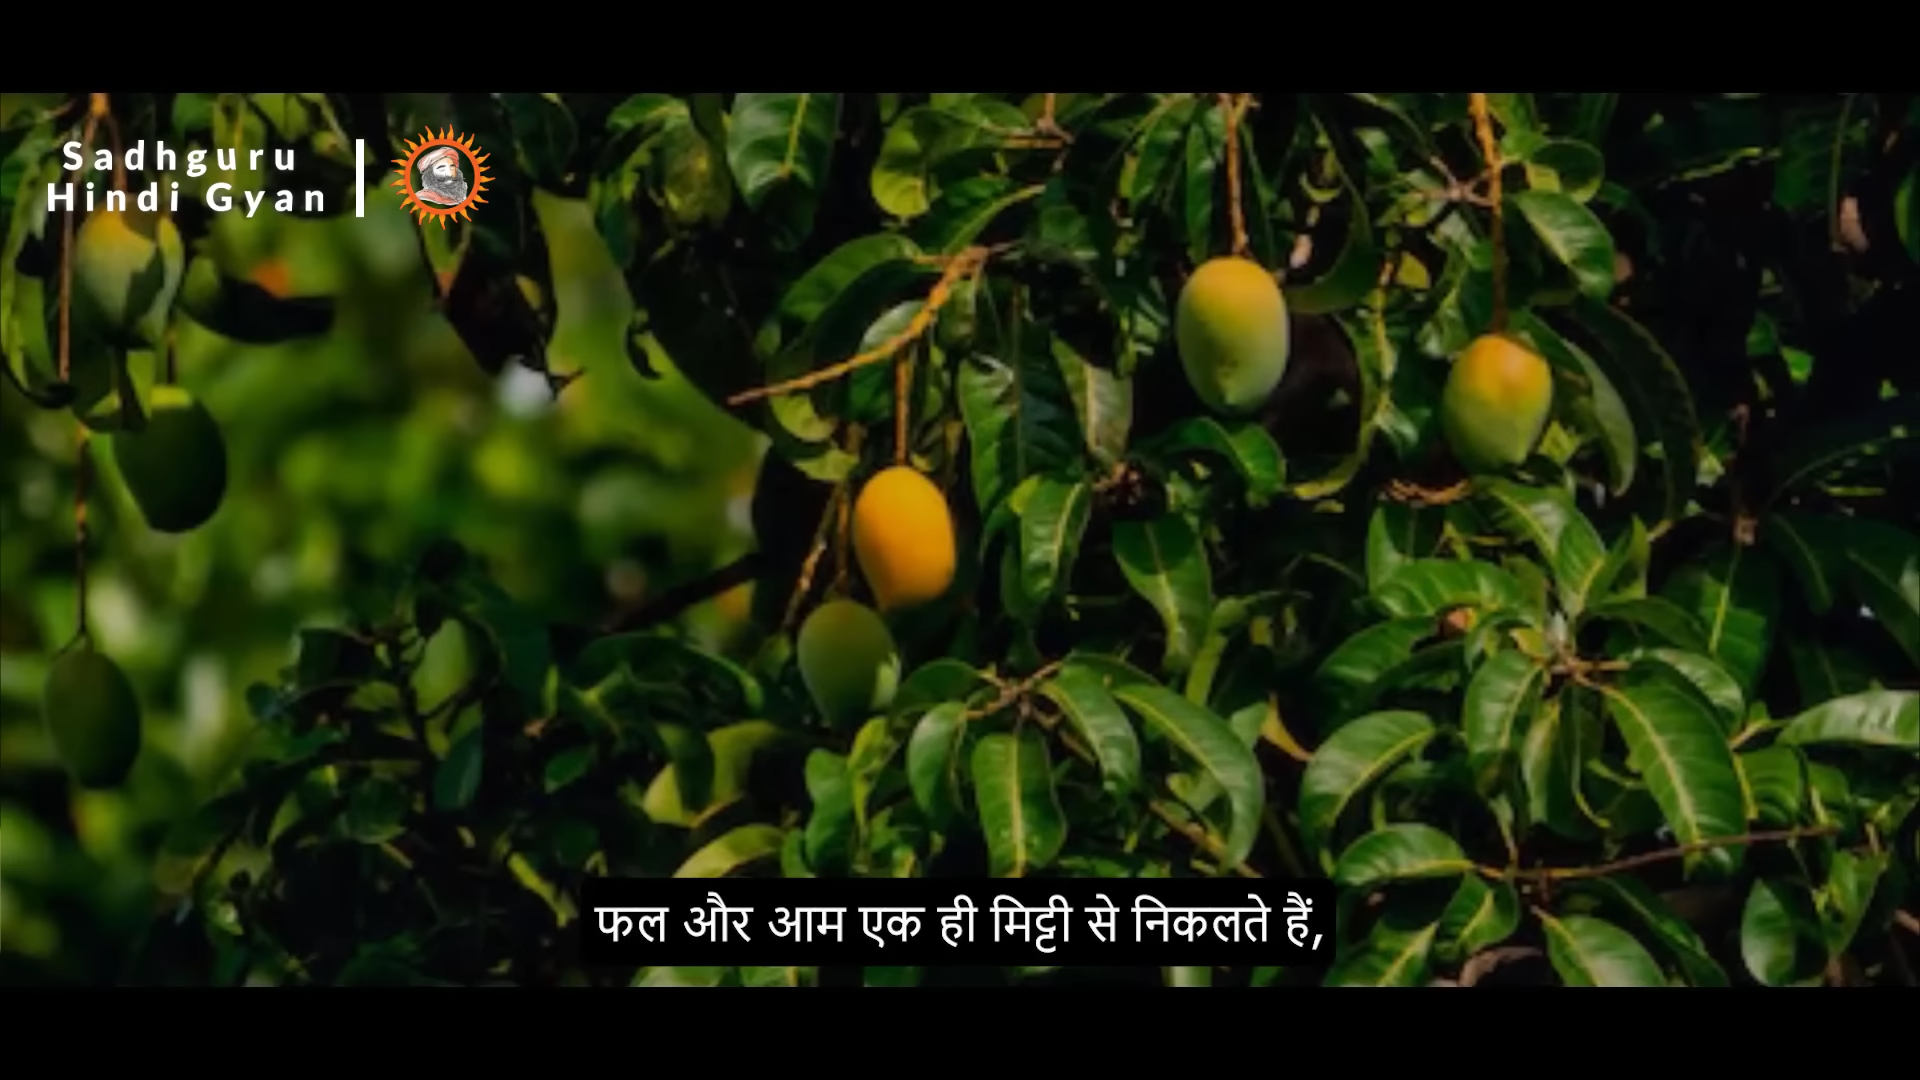 Sadhguru
Hindi Gyan
फल और आम एक ही मिट्टी से निकलते हैं,